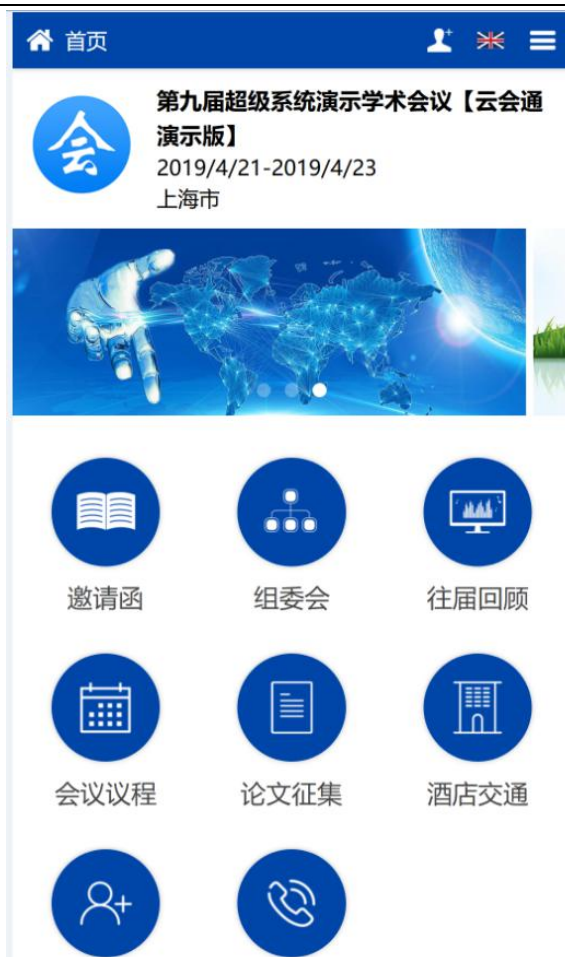 首页
会
第九届超级系统演示学术会议【云会通
演示版】
2019/4/21-2019/4/23
上海市
邀请函
组委会
往届回顾
会议议程
论文征集
酒店交通